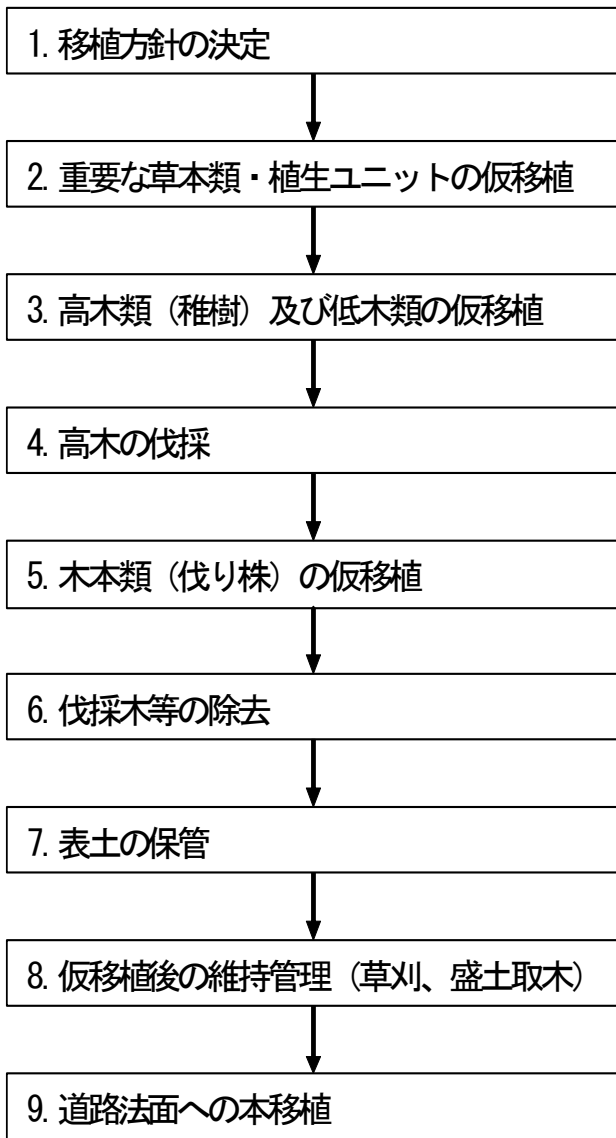 1. 移植方針の決定
2. 重要な草本類・植生ユニットの仮移植
3. 高木類（稚樹）及び低木類の仮移植
4. 高木の伐採
5. 木本類（伐り株）の仮移植
6. 伐採木等の除去
7. 表土の保管
8. 仮移植後の維持管理（草刈、盛土取木）
9. 道路法面への本移植